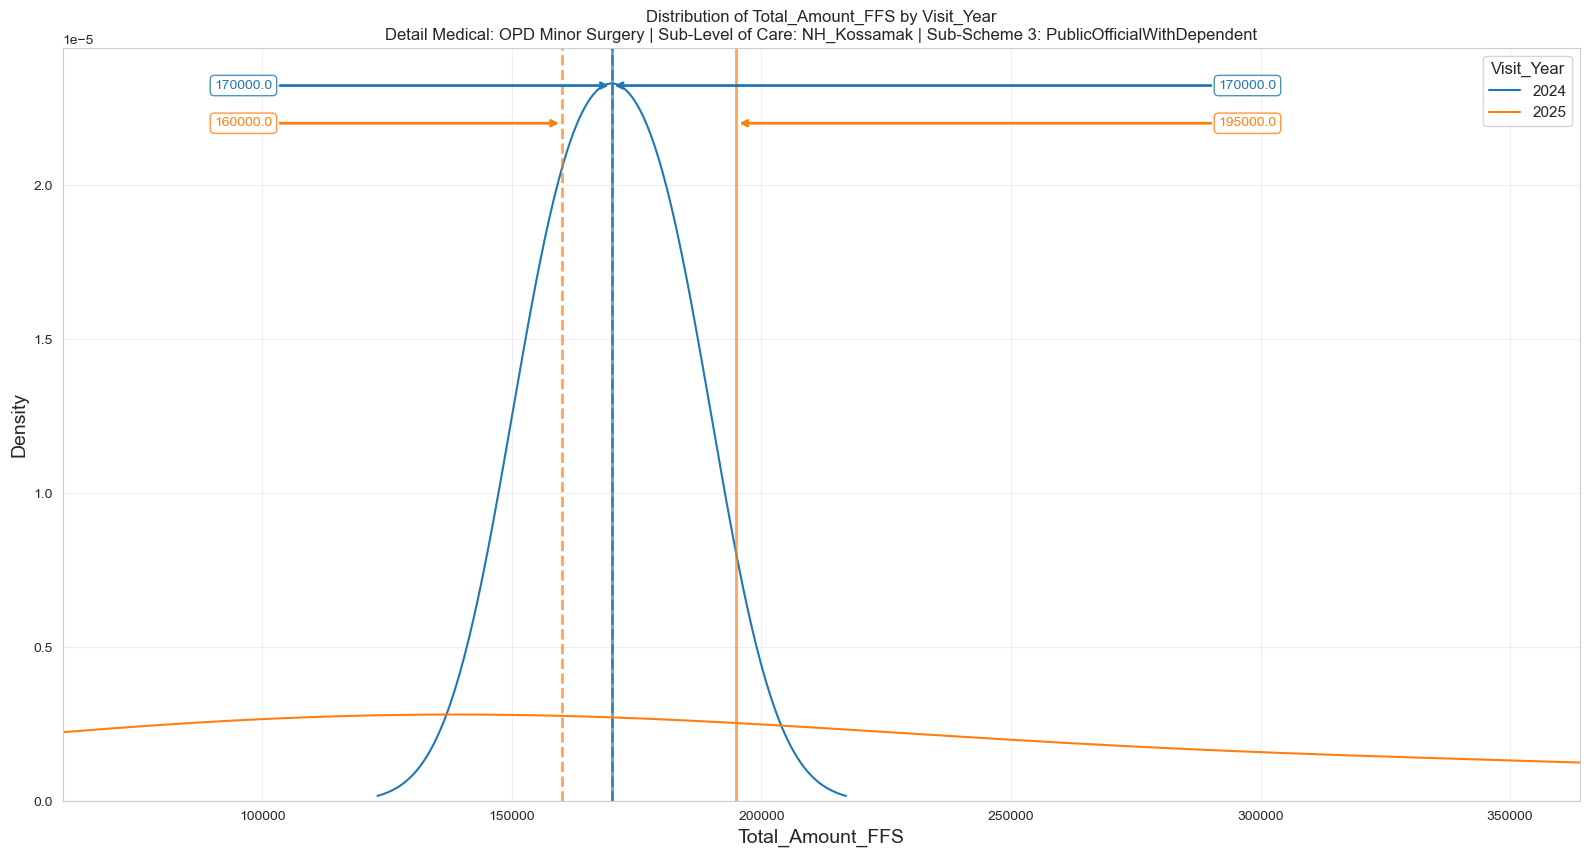 Distribution of Total_Amount_FFS by Visit_Year
Detail Medical: OPD Minor Surgery | Sub-Level of Care: NH_Kossamak | Sub-Scheme 3: PublicOfficialWithDependent
1e−5
Visit_Year
2024
2025
170000.0
170000.0
160000.0
195000.0
2.0
1.5
1.0
0.5
0.0
Density
100000
150000
200000
250000
300000
350000
Total_Amount_FFS